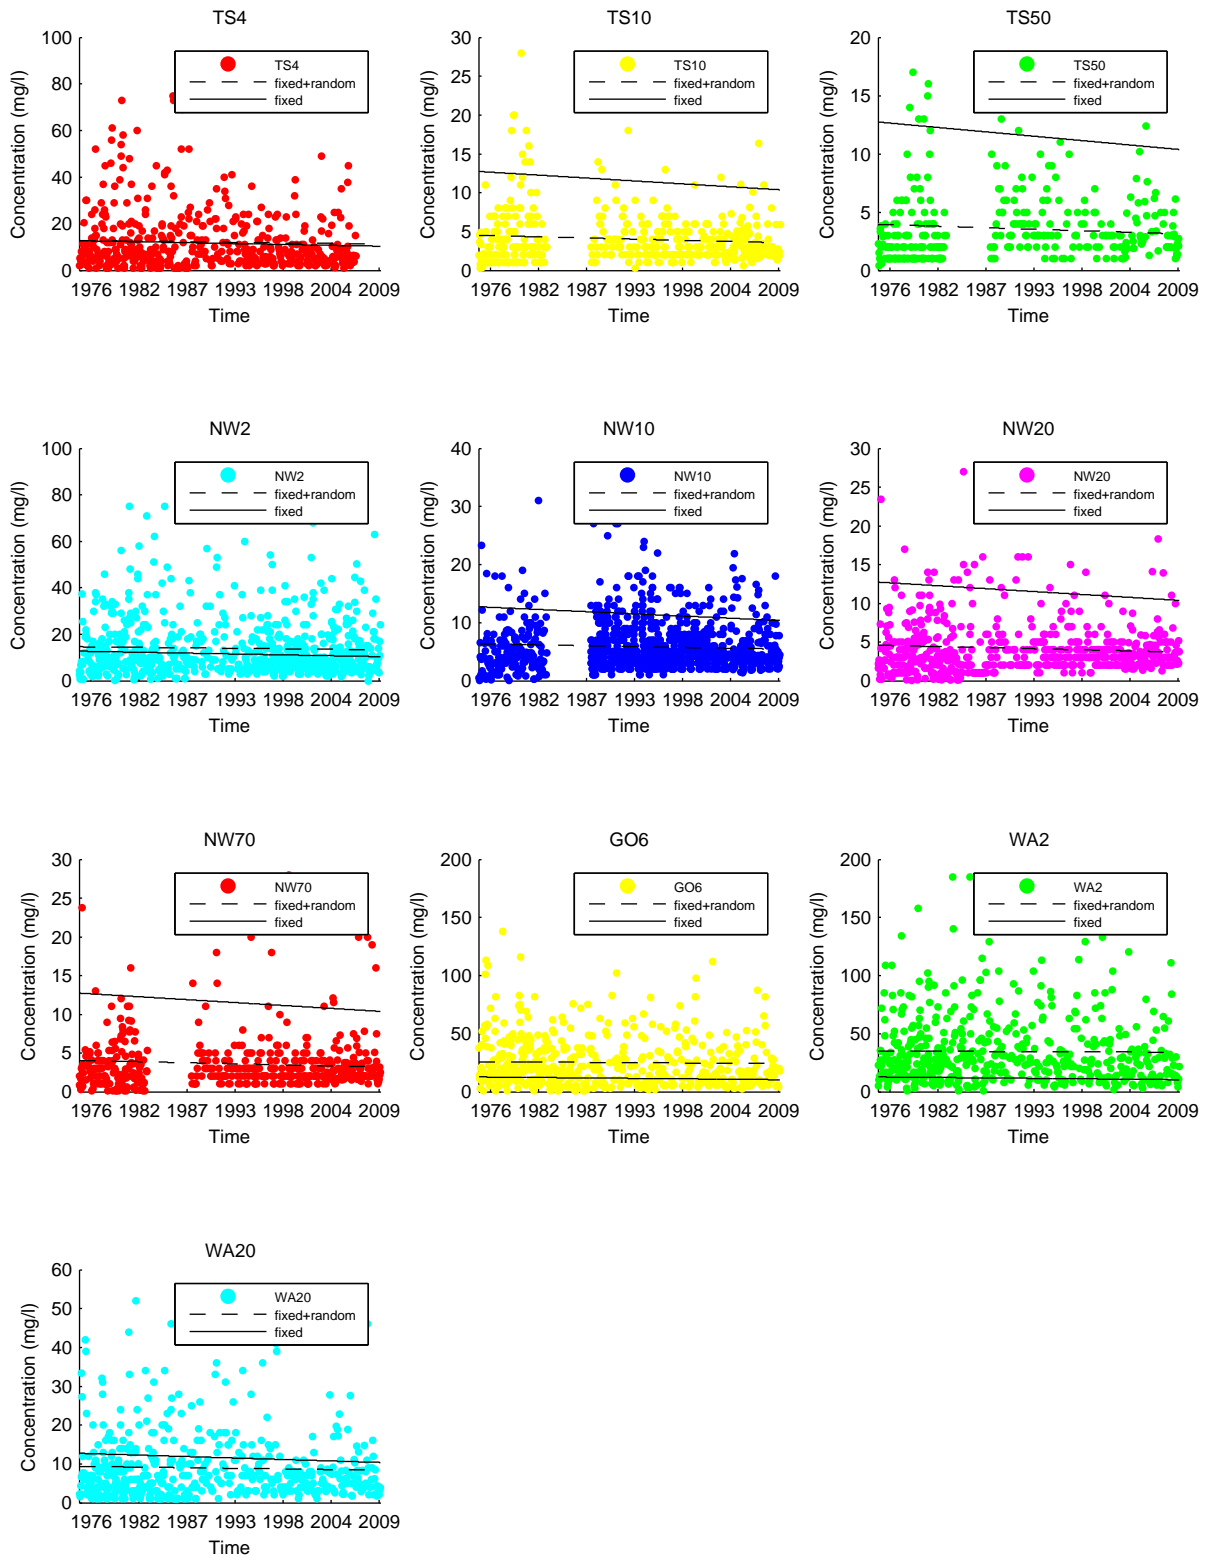 TS4
Concentration (mg/l)
100
80
60
40
20
0
TS4
fixed+random
fixed
1976 1982 1987 1993 1998 2004 2009
Time
TS10
Concentration (mg/l)
30
25
20
15
10
5
0
TS10
fixed+random
fixed
1976 1982 1987 1993 1998 2004 2009
Time
TS50
Concentration (mg/l)
20
15
10
5
0
TS50
fixed+random
fixed
1976 1982 1987 1993 1998 2004 2009
Time
NW2
Concentration (mg/l)
100
80
60
40
20
0
NW2
fixed+random
fixed
1976 1982 1987 1993 1998 2004 2009
Time
NW10
Concentration (mg/l)
40
30
20
10
0
NW10
fixed+random
fixed
1976 1982 1987 1993 1998 2004 2009
Time
NW20
Concentration (mg/l)
30
25
20
15
10
5
0
NW20
fixed+random
fixed
1976 1982 1987 1993 1998 2004 2009
Time
NW70
Concentration (mg/l)
30
25
20
15
10
5
0
NW70
fixed+random
fixed
1976 1982 1987 1993 1998 2004 2009
Time
GO6
Concentration (mg/l)
200
150
100
50
0
GO6
fixed+random
fixed
1976 1982 1987 1993 1998 2004 2009
Time
WA2
Concentration (mg/l)
200
150
100
50
0
WA2
fixed+random
fixed
1976 1982 1987 1993 1998 2004 2009
Time
WA20
Concentration (mg/l)
60
50
40
30
20
10
0
WA20
fixed+random
fixed
1976 1982 1987 1993 1998 2004 2009
Time